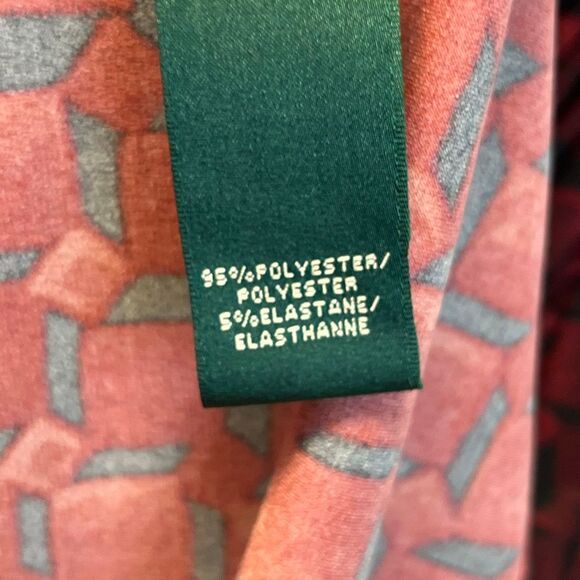 95%POLYESTER/
POLYESTER
5%ELASTANE/
ELASTHANNE